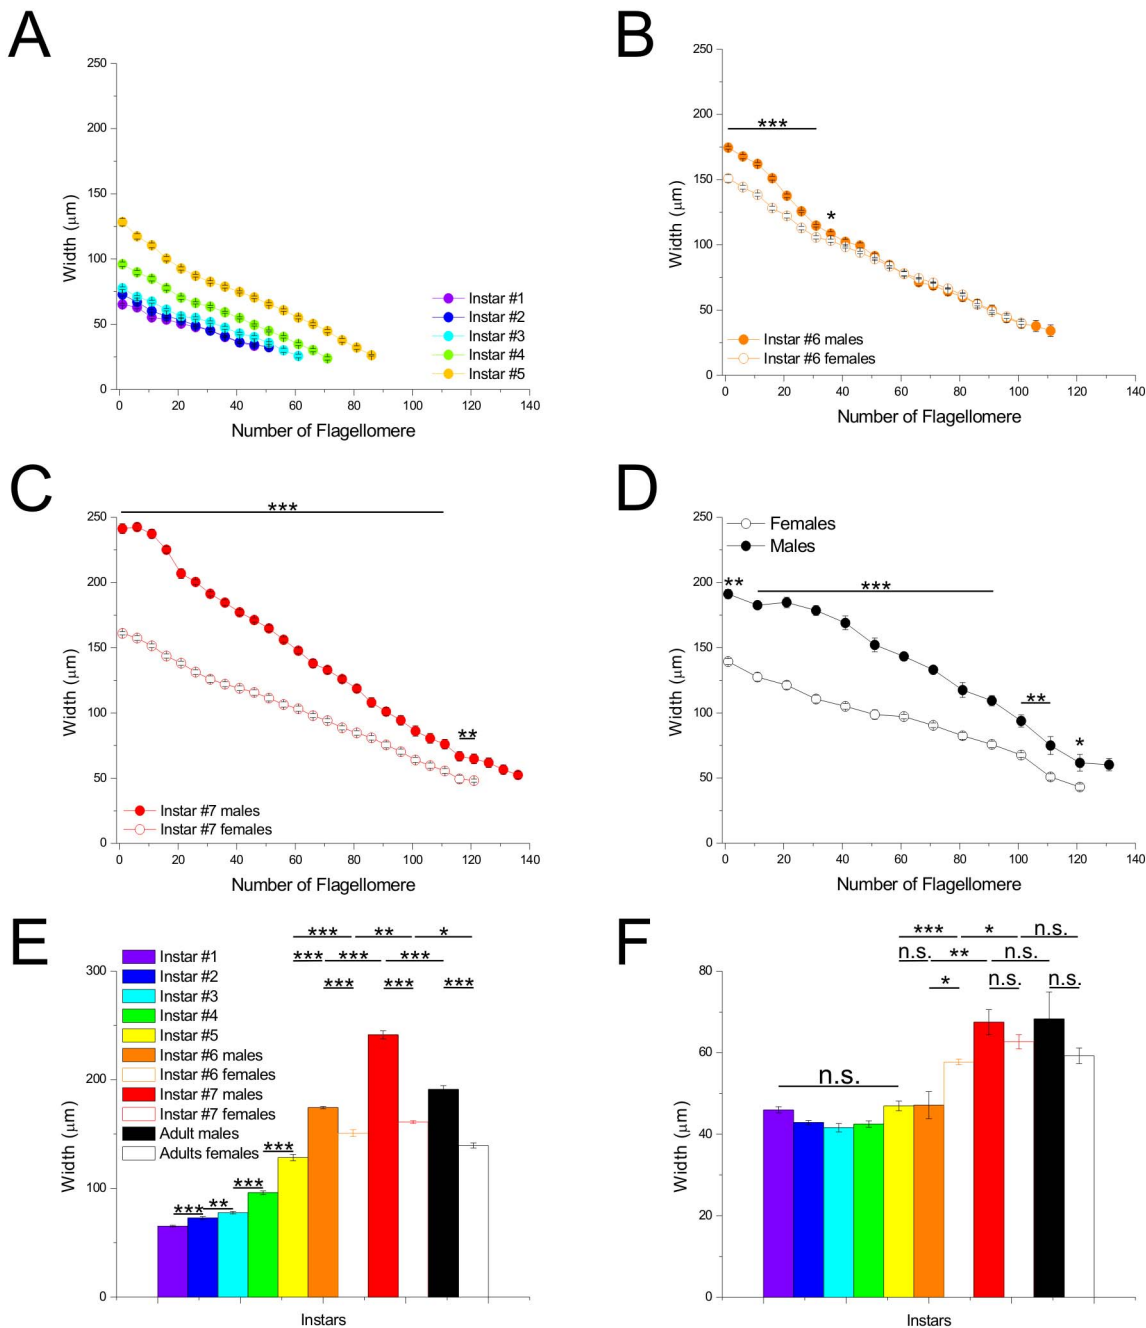 A
250
200
150
100
50
0
Width (μm)
0 20 40 60 80 100 120 140
Number of Flagellomere
Instar #1
Instar #2
Instar #3
Instar #4
Instar #5
B
250
200
150
100
50
0
Width (μm)
***
*
Instar #6 males
Instar #6 females
0 20 40 60 80 100 120 140
Number of Flagellomere
C
250
200
150
100
50
0
Width (μm)
***
**
Instar #7 males
Instar #7 females
0 20 40 60 80 100 120 140
Number of Flagellomere
D
Females
Males
250
200
150
100
50
0
Width (μm)
**
***
**
*
0 20 40 60 80 100 120 140
Number of Flagellomere
E
*** ** *
*** *** ***
*** *** ***
Instar #1
Instar #2
Instar #3
Instar #4
Instar #5
Instar #6 males
Instar #6 females
Instar #7 males
Instar #7 females
Adult males
Adults females
300
200
100
0
Width (μm)
***
***
*** **
Instars
F
*** * n.s.
n.s. ** n.s.
* n.s. n.s.
n.s.
80
60
40
20
0
Width (μm)
Instars